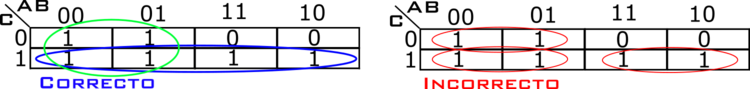 AB AB
C 00 01 11 10 C 00 01 11 10
0 1 1 0 0 0 1 1 0 0
1 1 1 1 1 1 1 1 1 1
CORRECTO INCORRECTO